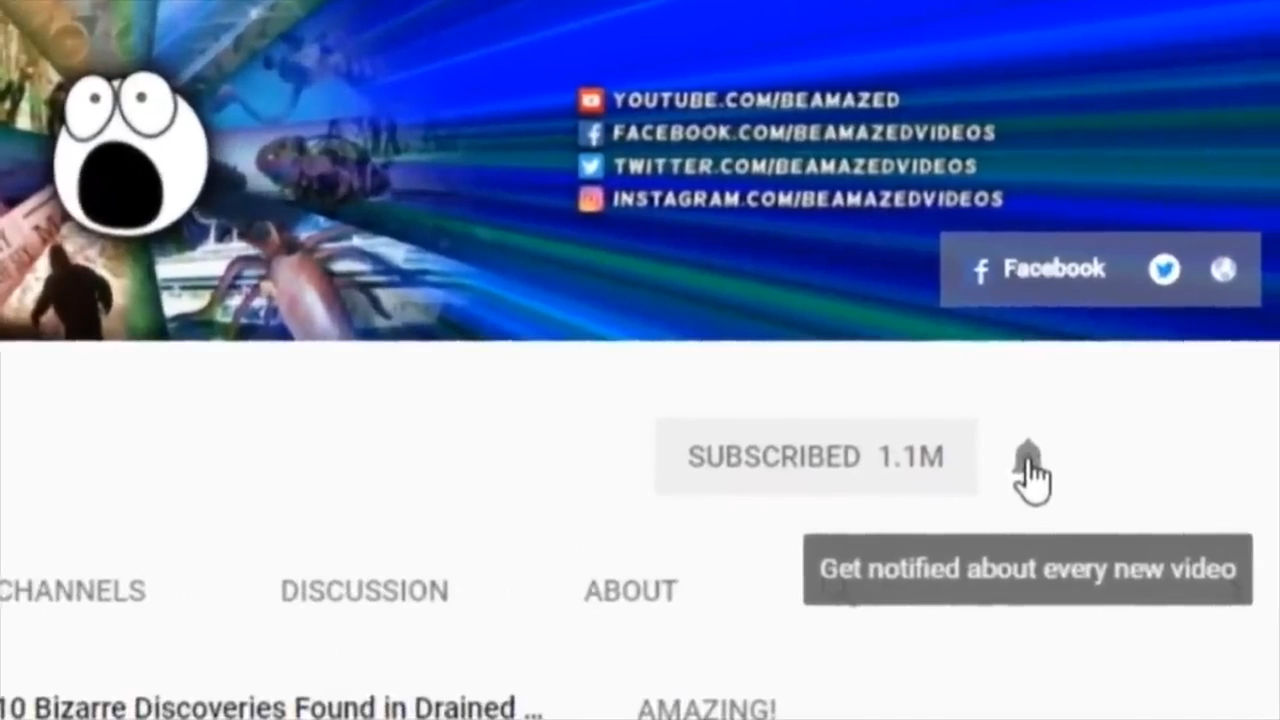 YOUTUBE.COM/BEAMAZED
FACEBOOK.COM/BEAMAZEDVIDEOS
TWITTER.COM/BEAMAZEDVIDEOS
INSTAGRAM.COM/BEAMAZEDVIDEOS
Facebook
SUBSCRIBED 1.1M
Get notified about every new video
CHANNELS
DISCUSSION
ABOUT
10 Bizarre Discoveries Found in Drained ...
AMAZING!